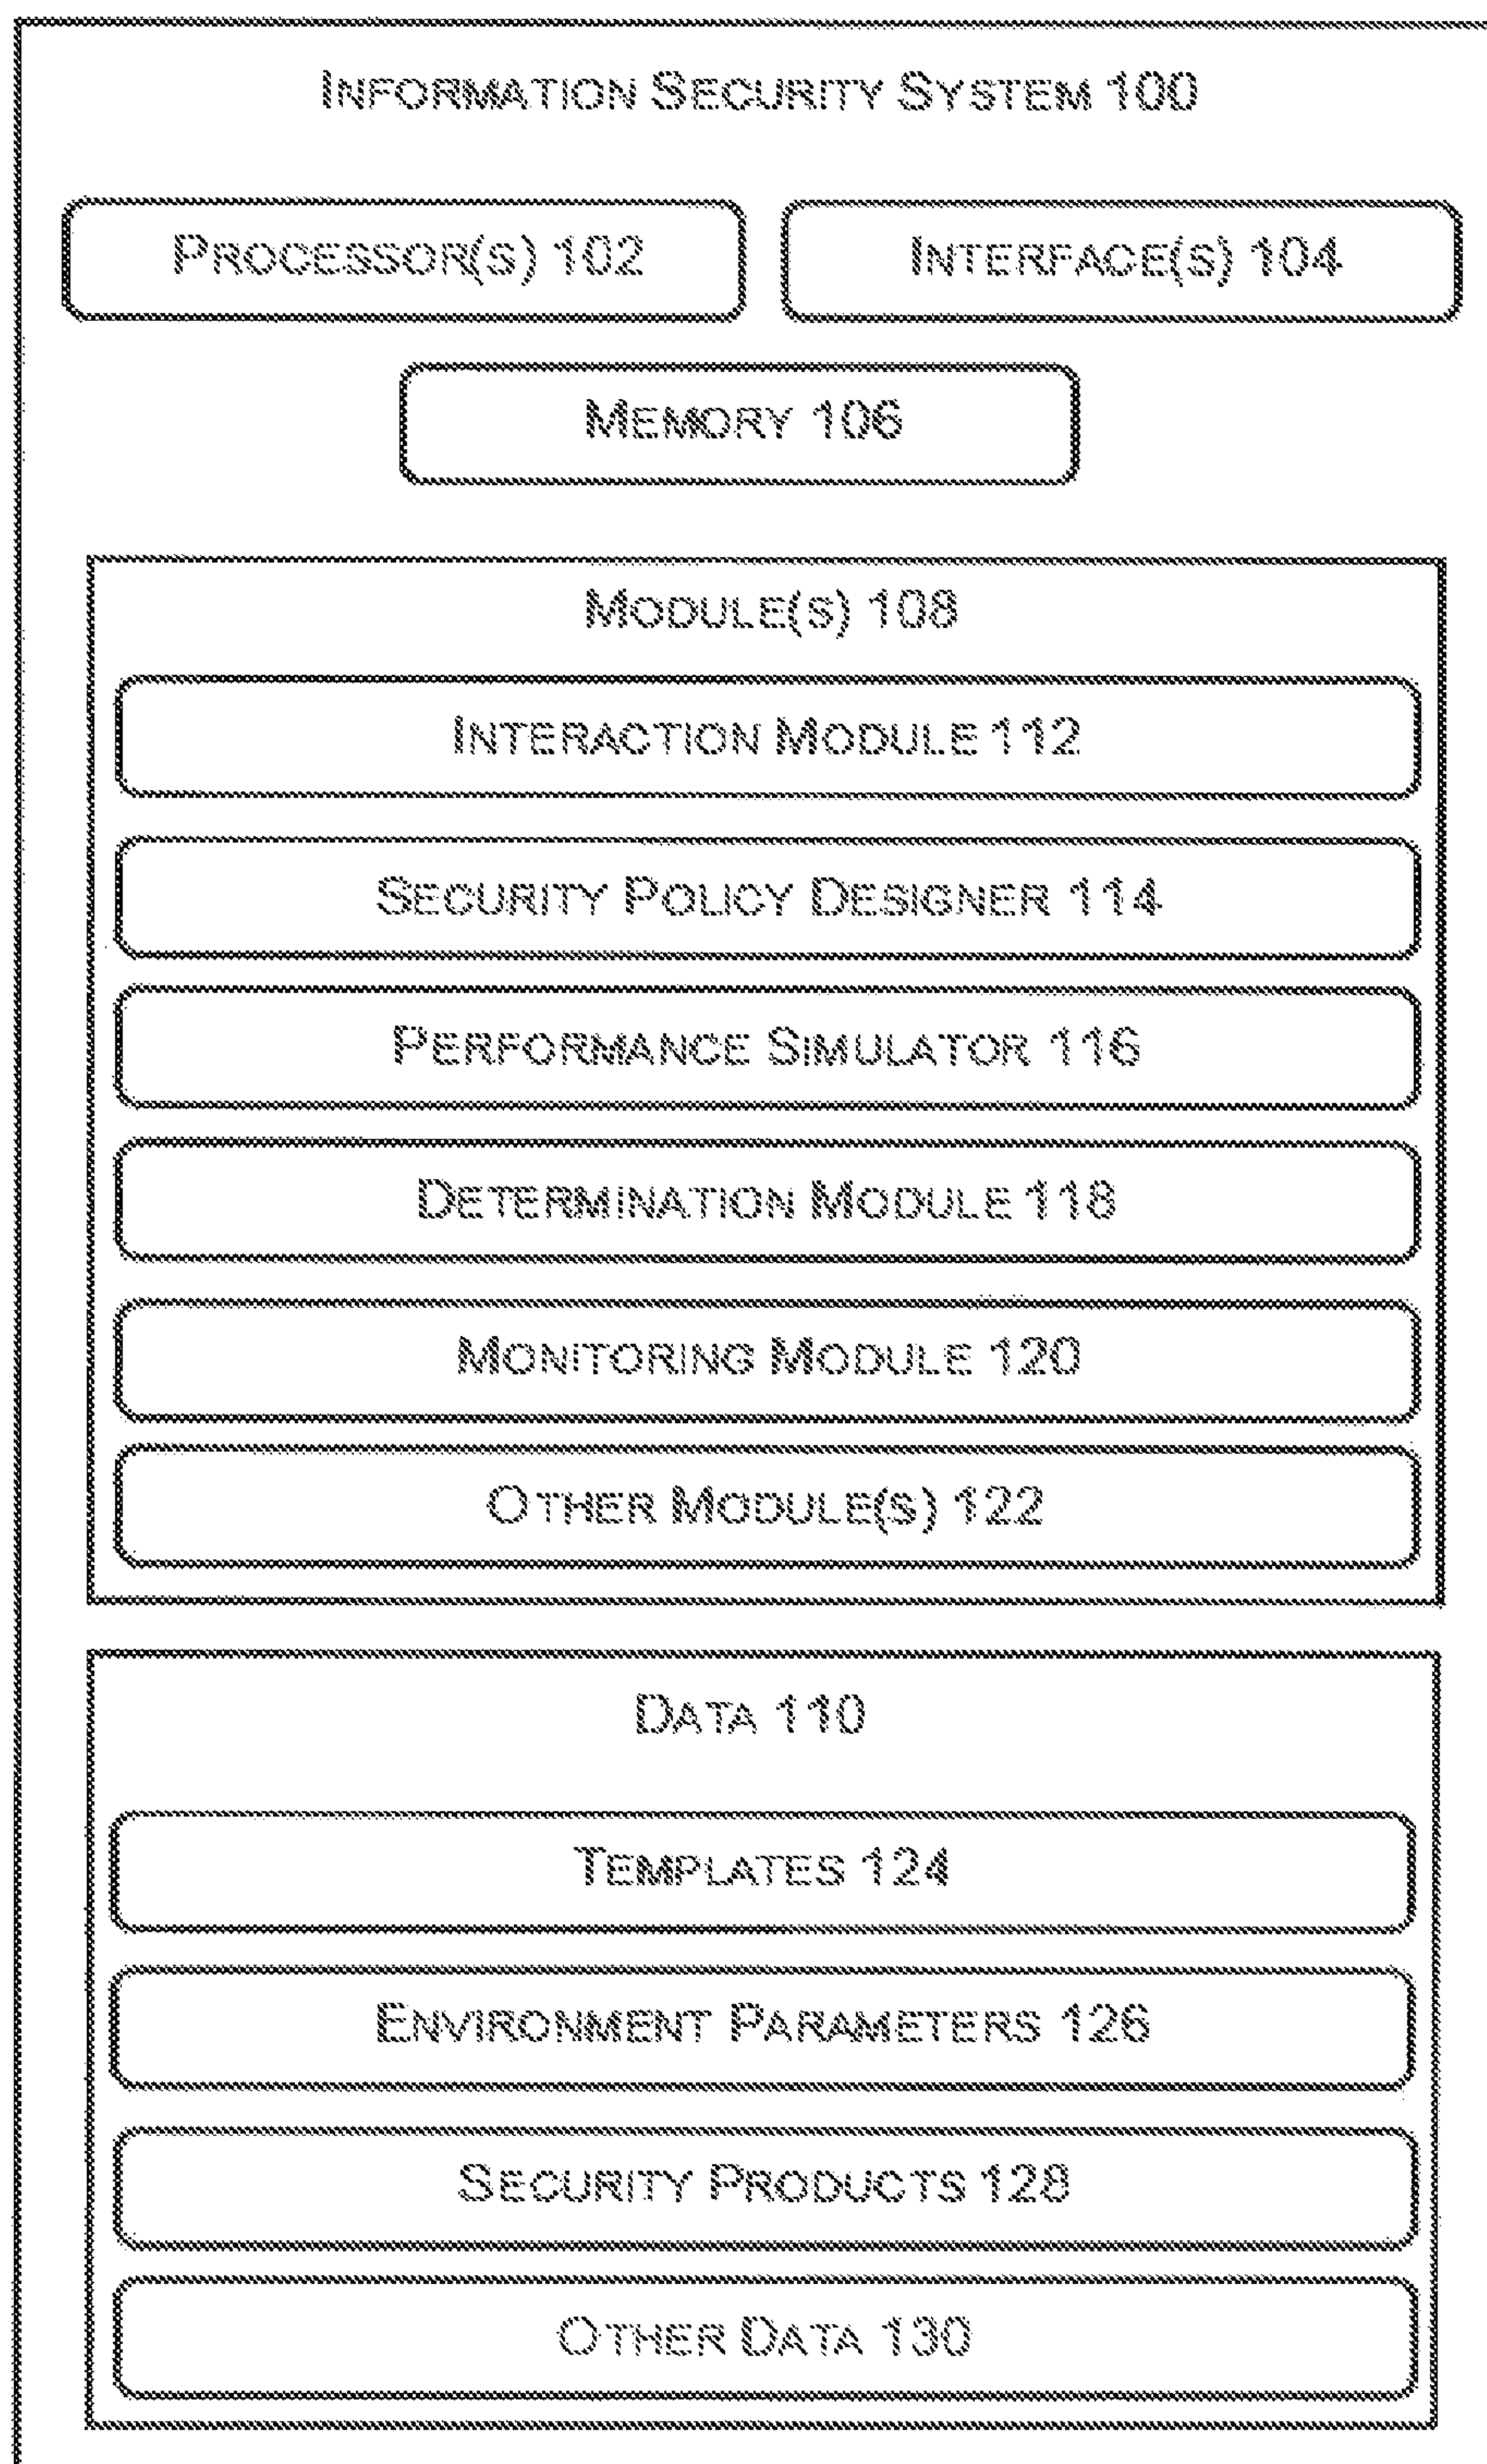 INFORMATION SECURITY SYSTEM 100
PROCESSOR(S) 102
INTERFACE(S) 104
MEMORY 106
MODULE(S) 108
INTERACTION MODULE 112
SECURITY POLICY DESIGNER 114
PERFORMANCE SIMULATOR 116
DETERMINATION MODULE 118
MONITORING MODULE 120
OTHER MODULE(S) 122
DATA 110
TEMPLATES 124
ENVIRONMENT PARAMETERS 126
SECURITY PRODUCTS 128
OTHER DATA 130